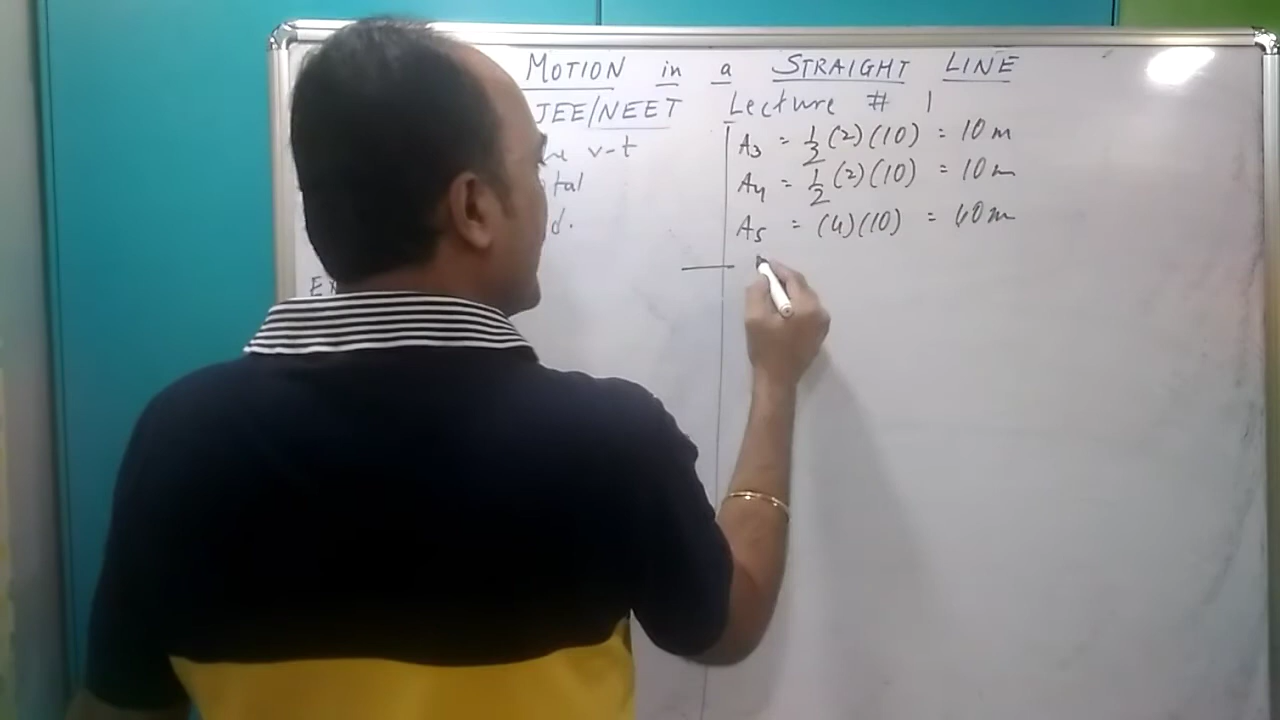 MOTION in a STRAIGHT LINE
JEE/NEET Lecture # 1
v-t
A3 = 1/2 (2)(10) = 10 m
A4 = 1/2 (2)(10) = 10 m
A5 = (4)(10) = 40 m